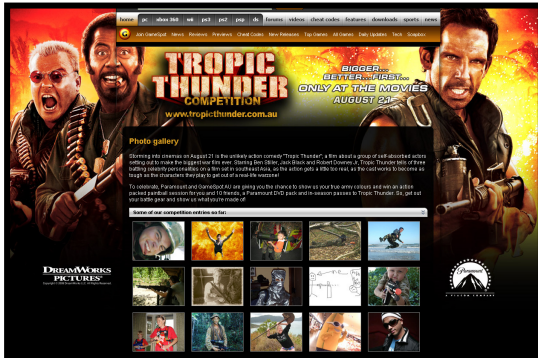 home pc xbox 360 wii ps3 ps2 psp ds forums videos cheat codes features downloads sports news
Join GameSpot News Reviews Previews Cheat Codes New Releases Top Games All Games Daily Updates Tech Soapbox
TROPIC
THUNDER
COMPETITION
www.tropicthunder.com.au
BIGGER...
BETTER...FIRST...
ONLY AT THE MOVIES
AUGUST 21
Photo gallery
Storming into cinemas on August 21 is the unlikely action comedy "Tropic Thunder", a film about a group of self-absorbed actors
setting out to make the biggest war film ever. Starring Ben Stiller, Jack Black and Robert Downey Jr, Tropic Thunder tells of three
battling celebrity personalities on a film set in southeast Asia, as the action gets a little too real, as the cast works to become as
tough as the characters they play to get out of a real-life warzone!
To celebrate, Paramount and GameSpot AU are giving you the chance to show us your true army colours and win an action
packed paintball session for you and 10 friends, a Paramount DVD pack and in-season passes to Tropic Thunder. So, get out
your battle gear and show us what you're made of!
Some of our competition entries so far:
DREAMWORKS
PICTURES
Paramount
A VIACOM COMPANY